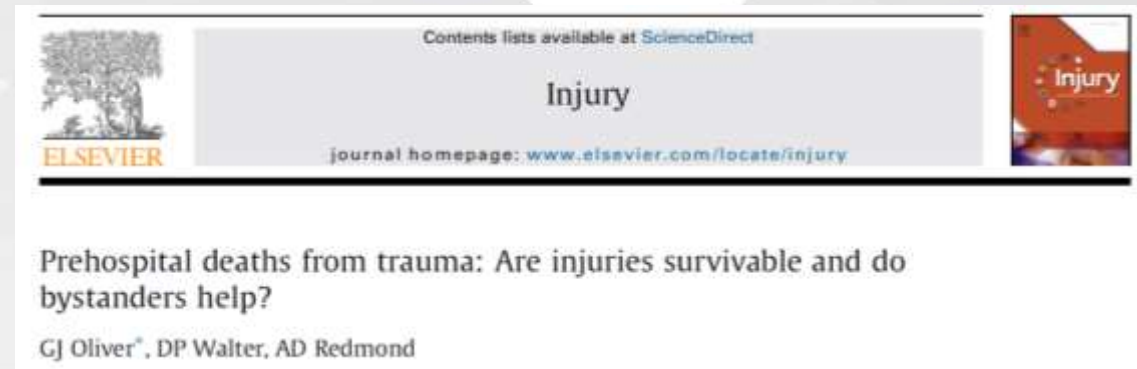 Contents lists available at ScienceDirect
Injury
journal homepage: www.elsevier.com/locate/injury
ELSEVIER
Injury
Prehospital deaths from trauma: Are injuries survivable and do
bystanders help?
GJ Oliver*, DP Walter, AD Redmond